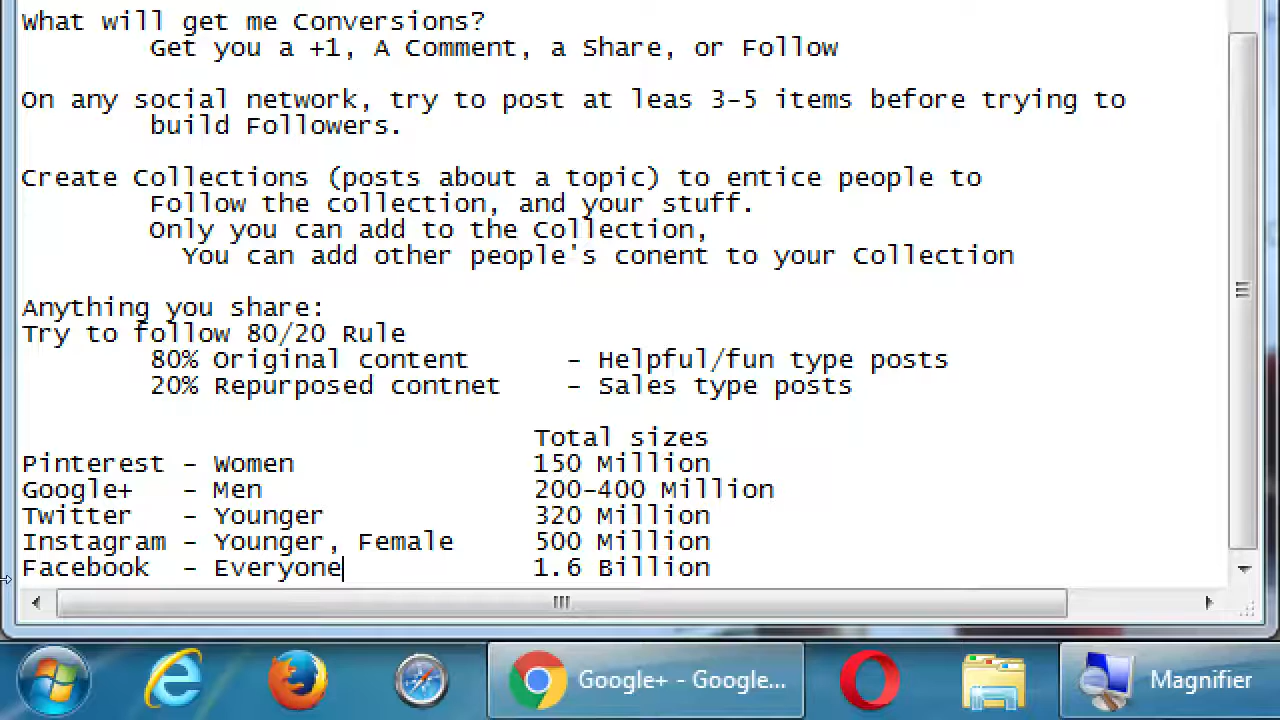 What will get me Conversions?
Get you a +1, A Comment, a Share, or Follow
On any social network, try to post at leas 3-5 items before trying to
build Followers.
Create Collections (posts about a topic) to entice people to
Follow the collection, and your stuff.
Only you can add to the Collection,
You can add other people's conent to your Collection
Anything you share:
Try to follow 80/20 Rule
80% Original content - Helpful/fun type posts
20% Repurposed contnet - Sales type posts
Total sizes
Pinterest - Women 150 Million
Google+ - Men 200-400 Million
Twitter - Younger 320 Million
Instagram - Younger, Female 500 Million
Facebook - Everyone 1.6 Billion
Google+ - Google... Magnifier